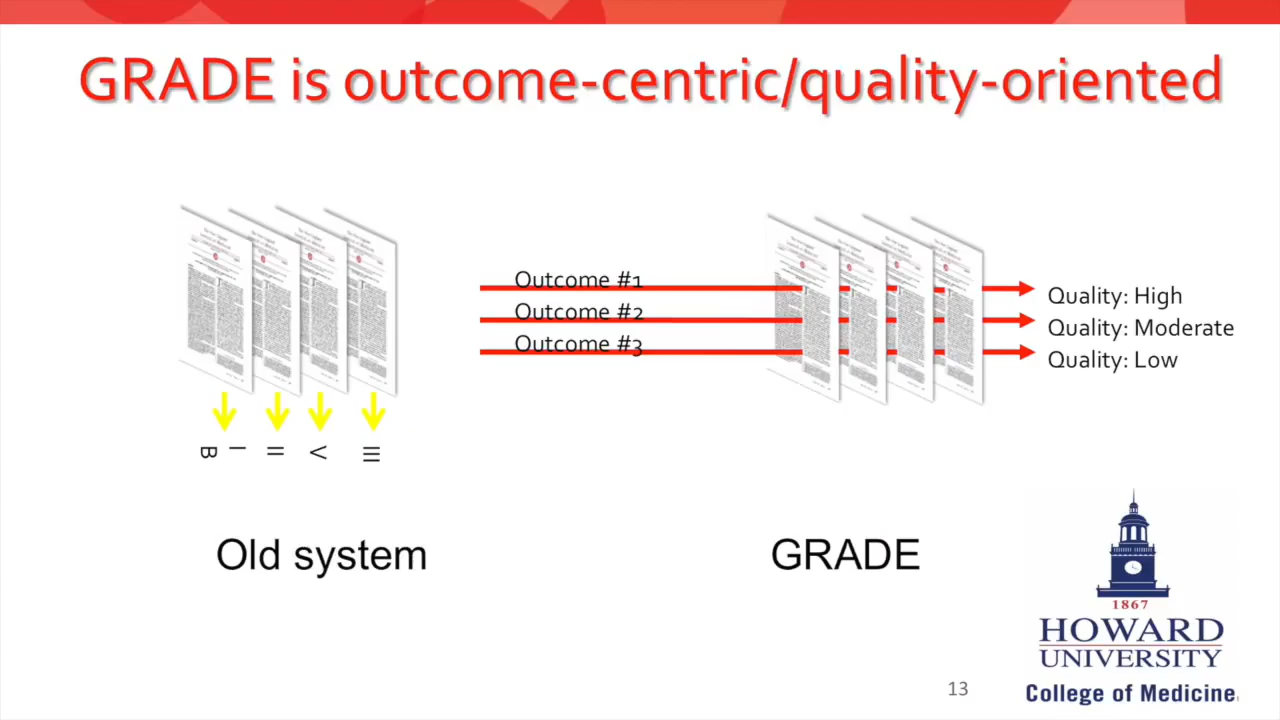 GRADE is outcome-centric/quality-oriented
Outcome #1
Outcome #2
Outcome #3
Quality: High
Quality: Moderate
Quality: Low
B
I
II
V
III
Old system
GRADE
1867
HOWARD
UNIVERSITY
College of Medicine
13